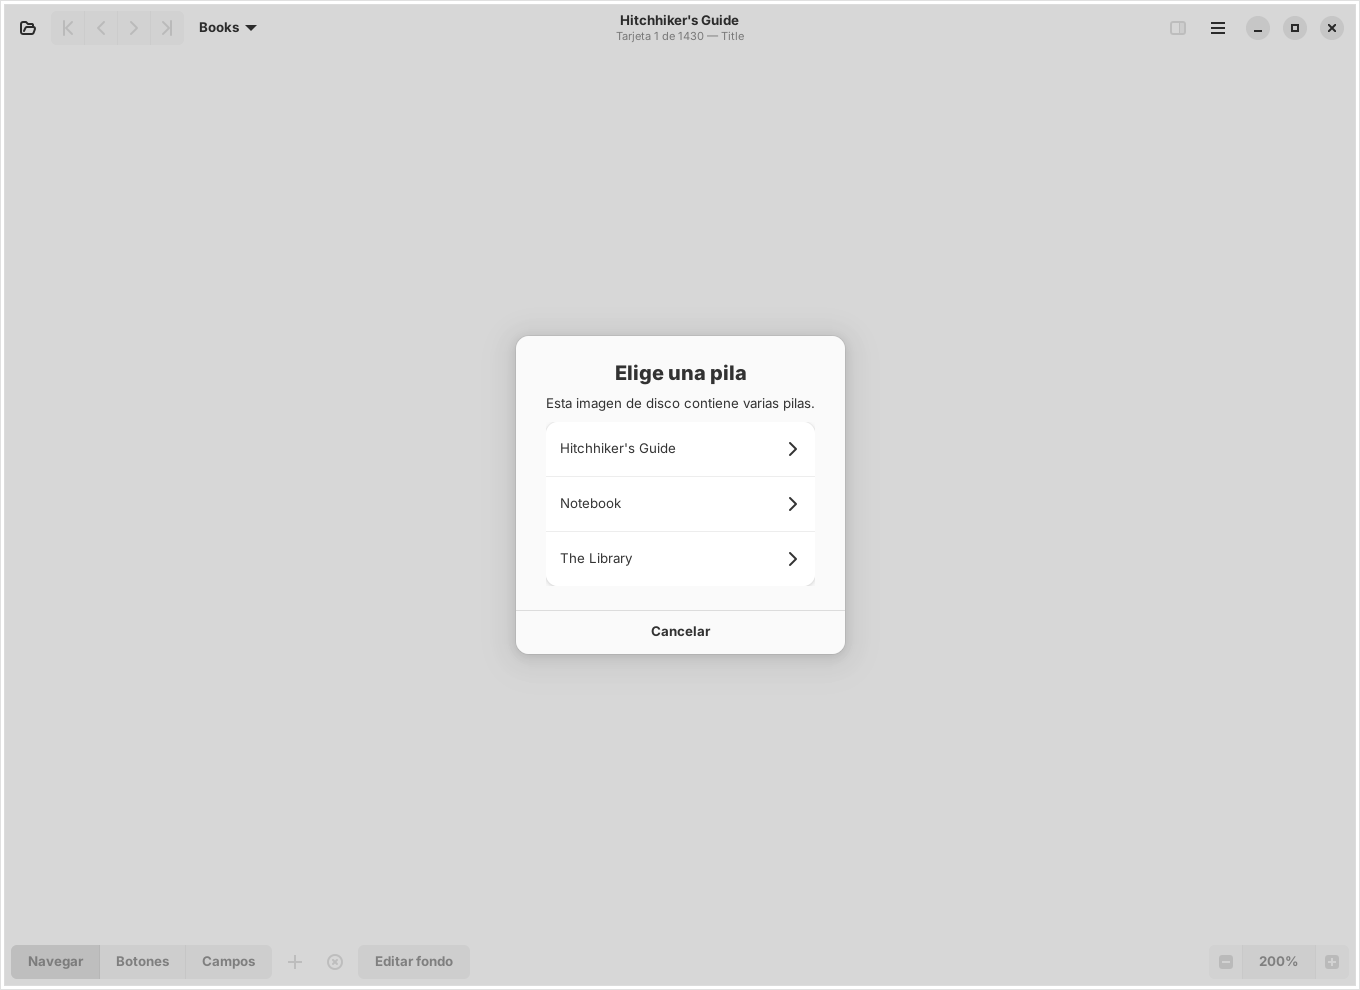 Books
Hitchhiker's Guide
Tarjeta 1 de 1430 — Title
Elige una pila
Esta imagen de disco contiene varias pilas.
Hitchhiker's Guide
Notebook
The Library
Cancelar
Navegar Botones Campos Editar fondo 200%